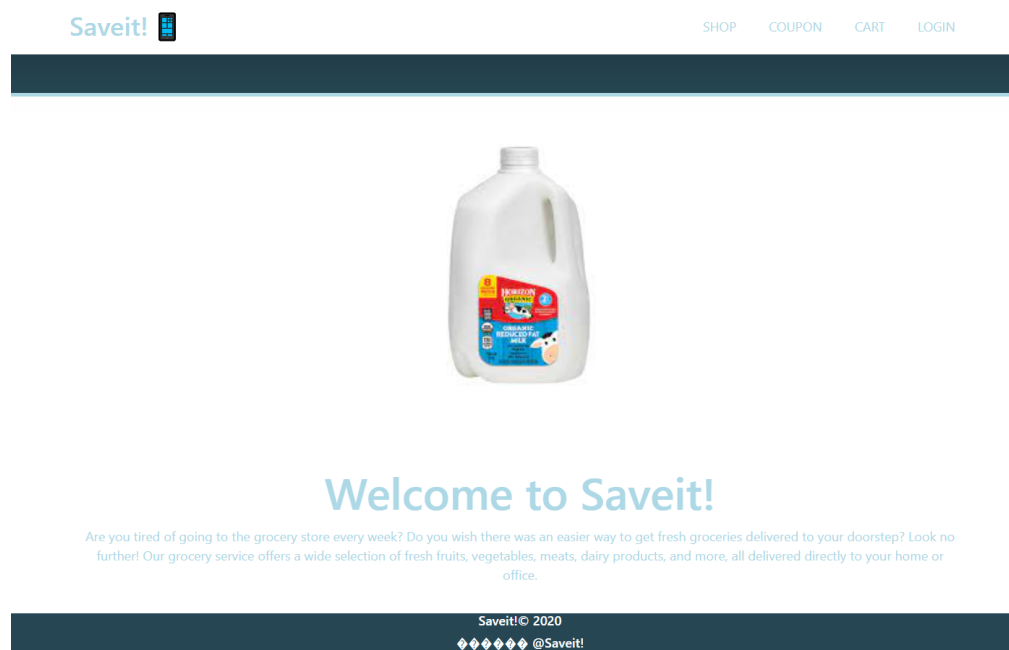 Saveit!
SHOP COUPON CART LOGIN
8
HORIZON
ORGANIC
ORGANIC
REDUCED FAT
MILK
Welcome to Saveit!
Are you tired of going to the grocery store every week? Do you wish there was an easier way to get fresh groceries delivered to your doorstep? Look no
further! Our grocery service offers a wide selection of fresh fruits, vegetables, meats, dairy products, and more, all delivered directly to your home or
office.
Saveit!© 2020
������ @Saveit!